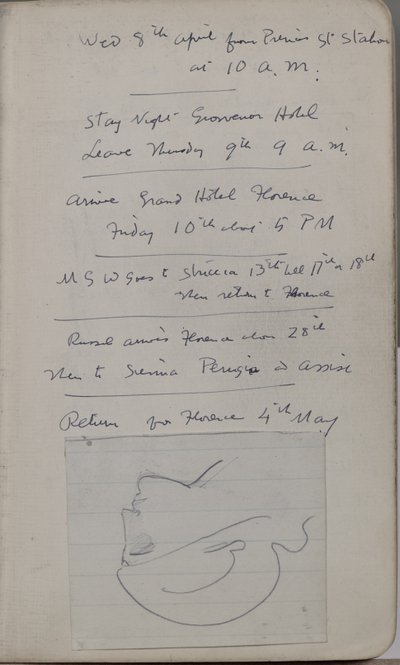 Wed 8th April from Princes St Station
at 10 A.M.
Stay Night Grosvenor Hotel
Leave Thursday 9th 9 A.M.
Arrive Grand Hotel Florence
Friday 10th about 5 PM
M S W Goes to 13th till 17th or 18th
then return to Florence
Russel arrives Florence about 28th
then to Sienna Perugia & Assisi
Return for Florence 4th May